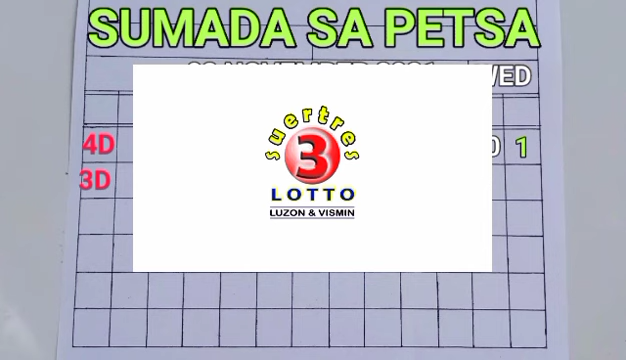 SUMADA SA PETSA
WED
4D
0 1
3D
suertres
3
LOTTO
LUZON & VISMIN